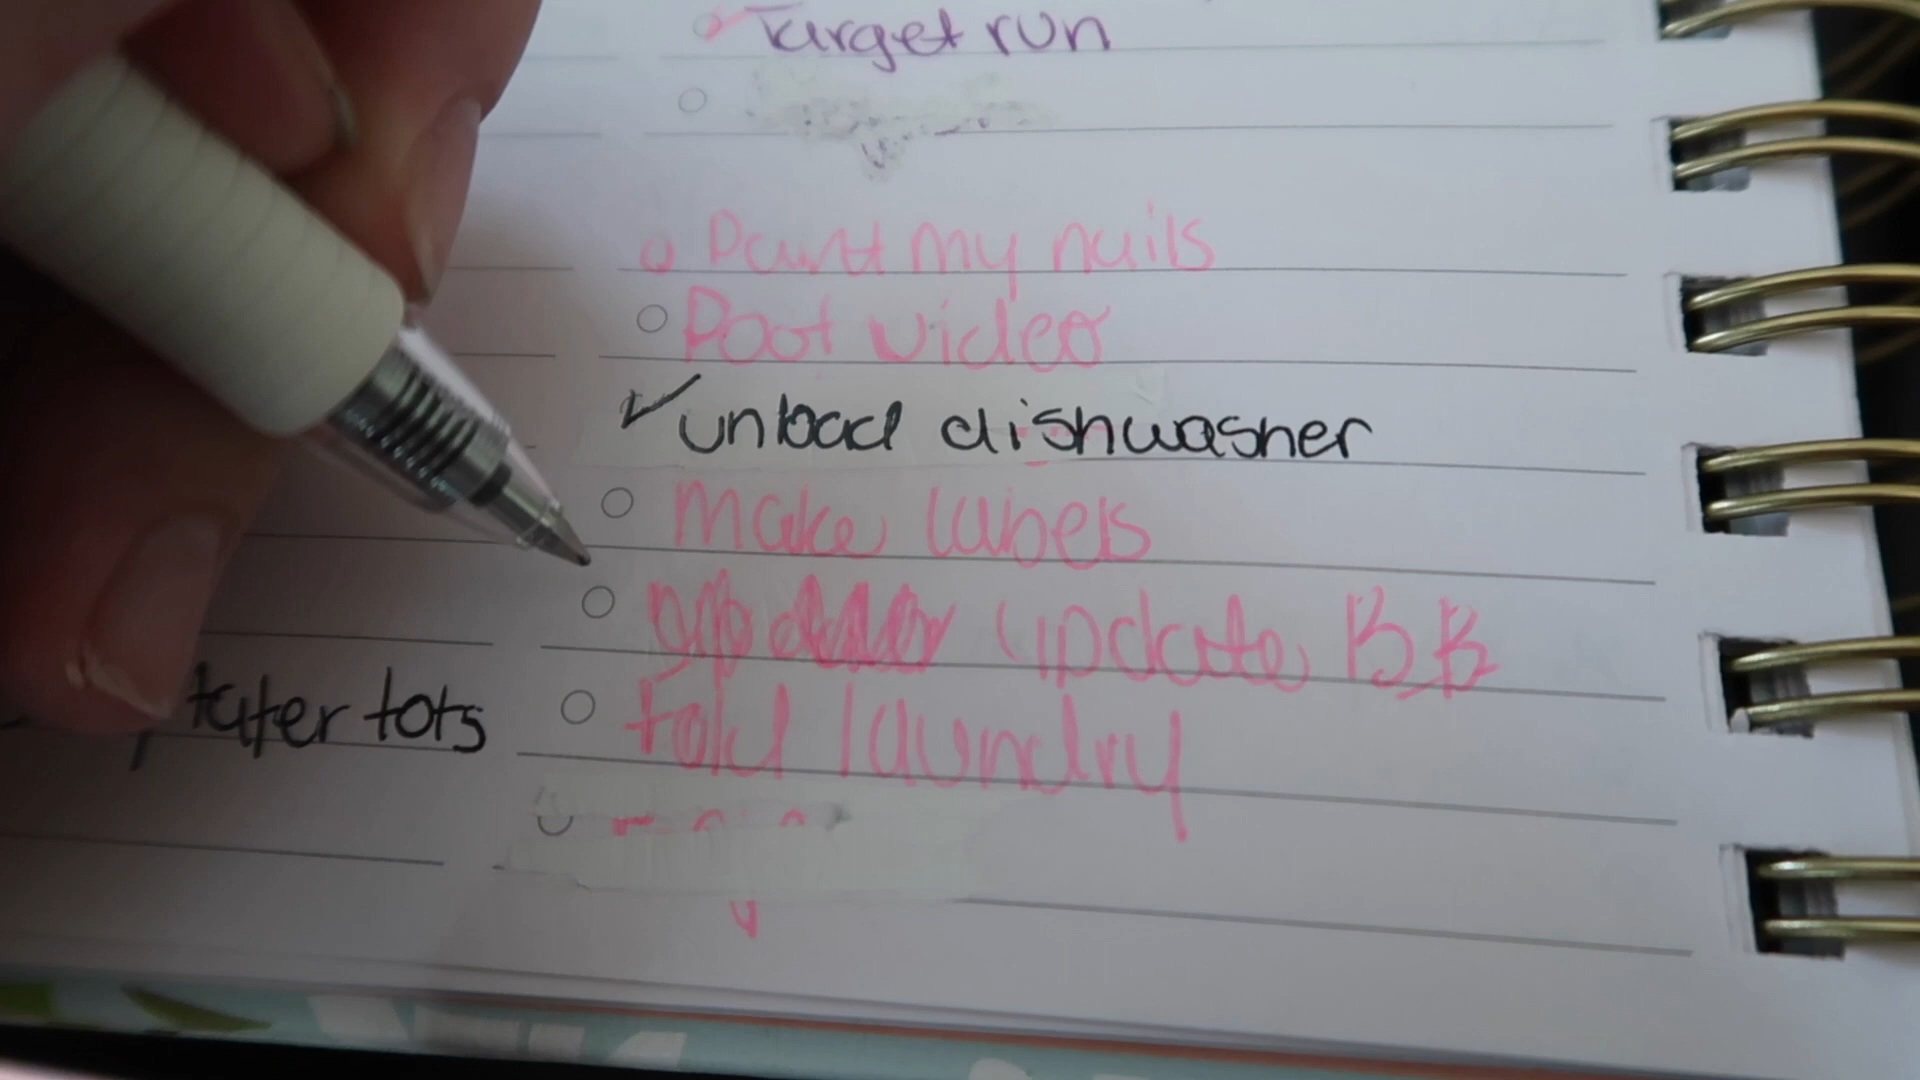 Target run
Paint my nails
Post video
unload dishwasher
make labels
update BB
tater tots
fold laundry